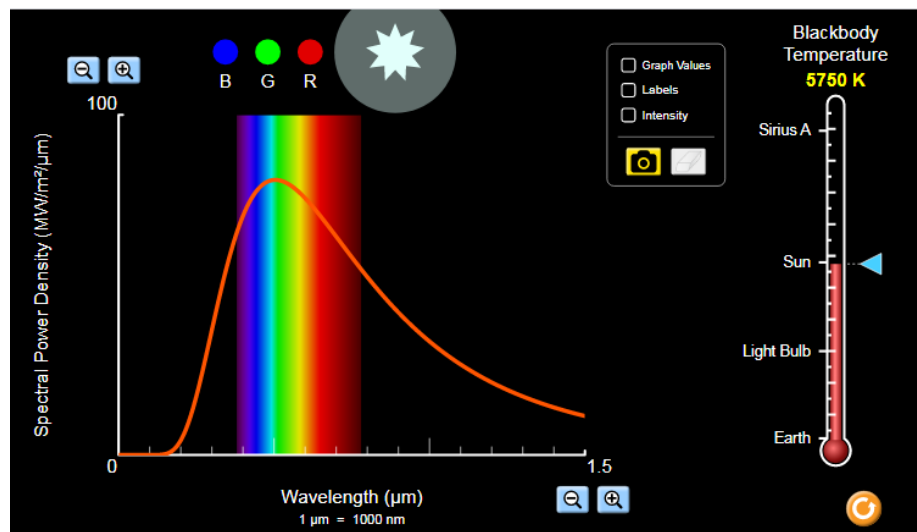 B G R
100
Spectral Power Density (MW/m²/μm)
0
1.5
Wavelength (μm)
1 μm = 1000 nm
Graph Values
Labels
Intensity
Blackbody
Temperature
5750 K
Sirius A
Sun
Light Bulb
Earth